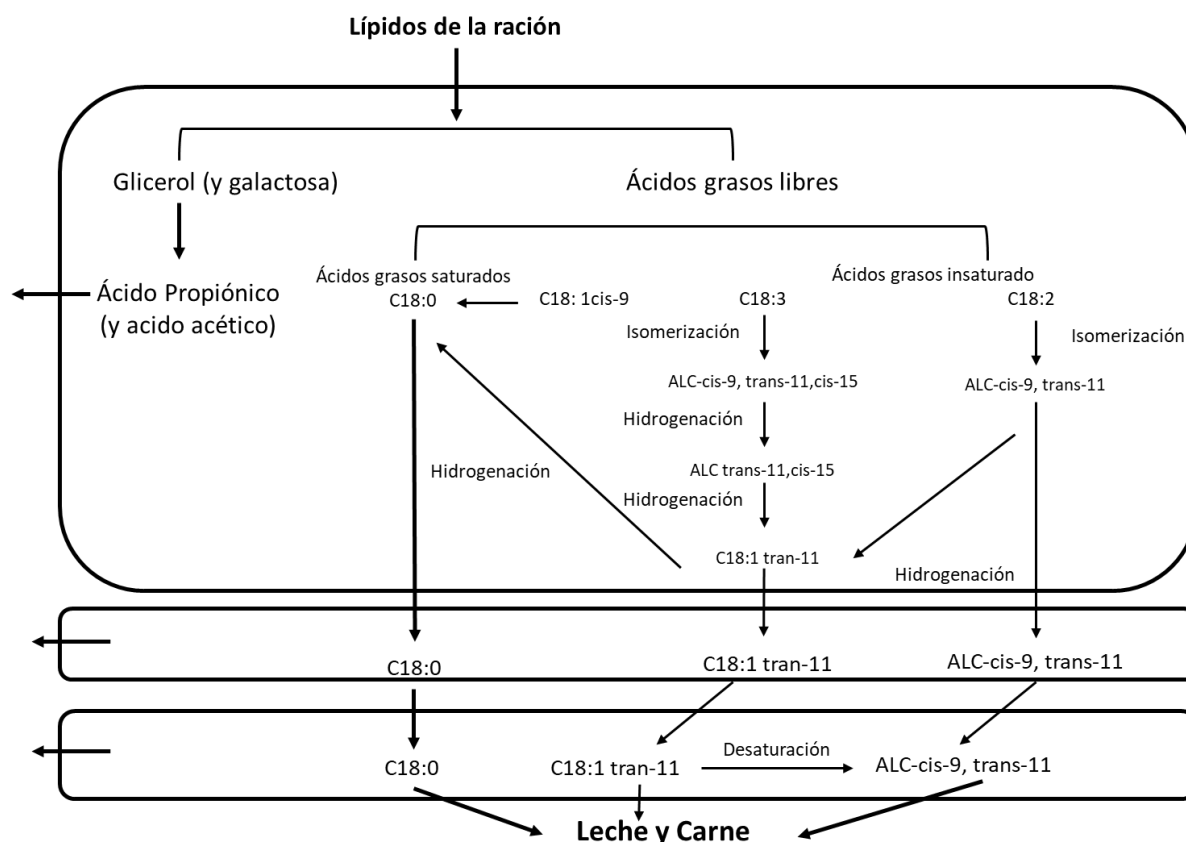 Lípidos de la ración
Glicerol (y galactosa)
Ácidos grasos libres
Ácidos grasos saturados
Ácidos grasos insaturado
Ácido Propiónico
(y acido acético)
C18:0
C18: 1cis-9
C18:3
C18:2
Isomerización
Isomerización
ALC-cis-9, trans-11,cis-15
ALC-cis-9, trans-11
Hidrogenación
Hidrogenación
ALC trans-11,cis-15
Hidrogenación
C18:1 tran-11
Hidrogenación
C18:0
C18:1 tran-11
ALC-cis-9, trans-11
Desaturación
C18:0
C18:1 tran-11
ALC-cis-9, trans-11
Leche y Carne